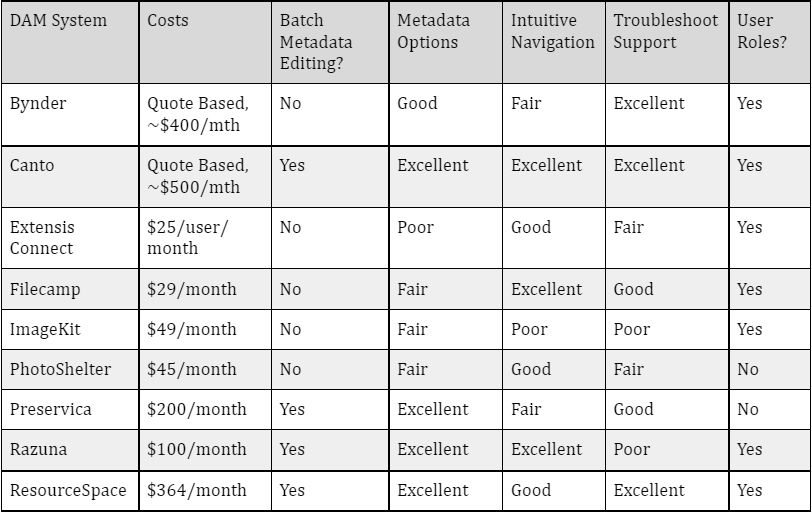 DAM System Costs Batch Metadata Editing? Metadata Options Intuitive Navigation Troubleshoot Support User Roles?
Bynder Quote Based, ~$400/mth No Good Fair Excellent Yes
Canto Quote Based, ~$500/mth Yes Excellent Excellent Excellent Yes
Extensis Connect $25/user/month No Poor Good Fair Yes
Filecamp $29/month No Fair Excellent Good Yes
ImageKit $49/month No Fair Poor Poor Yes
PhotoShelter $45/month No Fair Good Fair No
Preservica $200/month Yes Excellent Fair Good No
Razuna $100/month Yes Excellent Excellent Poor Yes
ResourceSpace $364/month Yes Excellent Good Excellent Yes